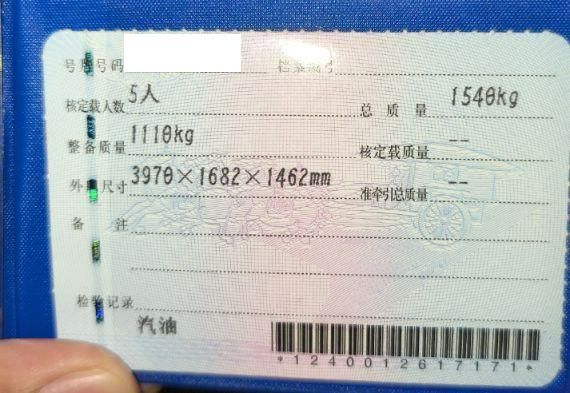 号牌号码 档案编号
核定载人数 5人 总质量 1540kg
整备质量 1110kg 核定载质量 --
外廓尺寸 3970×1682×1462mm 准牵引总质量 --
备注
检验记录
汽油
*1240012617171*